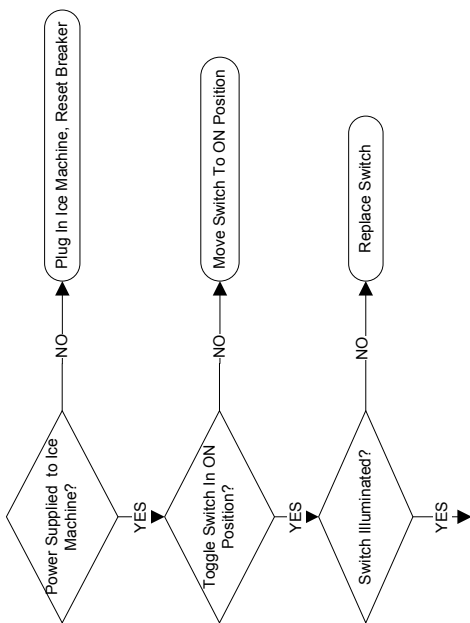 Power Supplied to Ice
Machine?
NO
Plug In Ice Machine, Reset Breaker
YES
Toggle Switch In ON
Position?
NO
Move Switch To ON Position
YES
Switch Illuminated?
NO
Replace Switch
YES